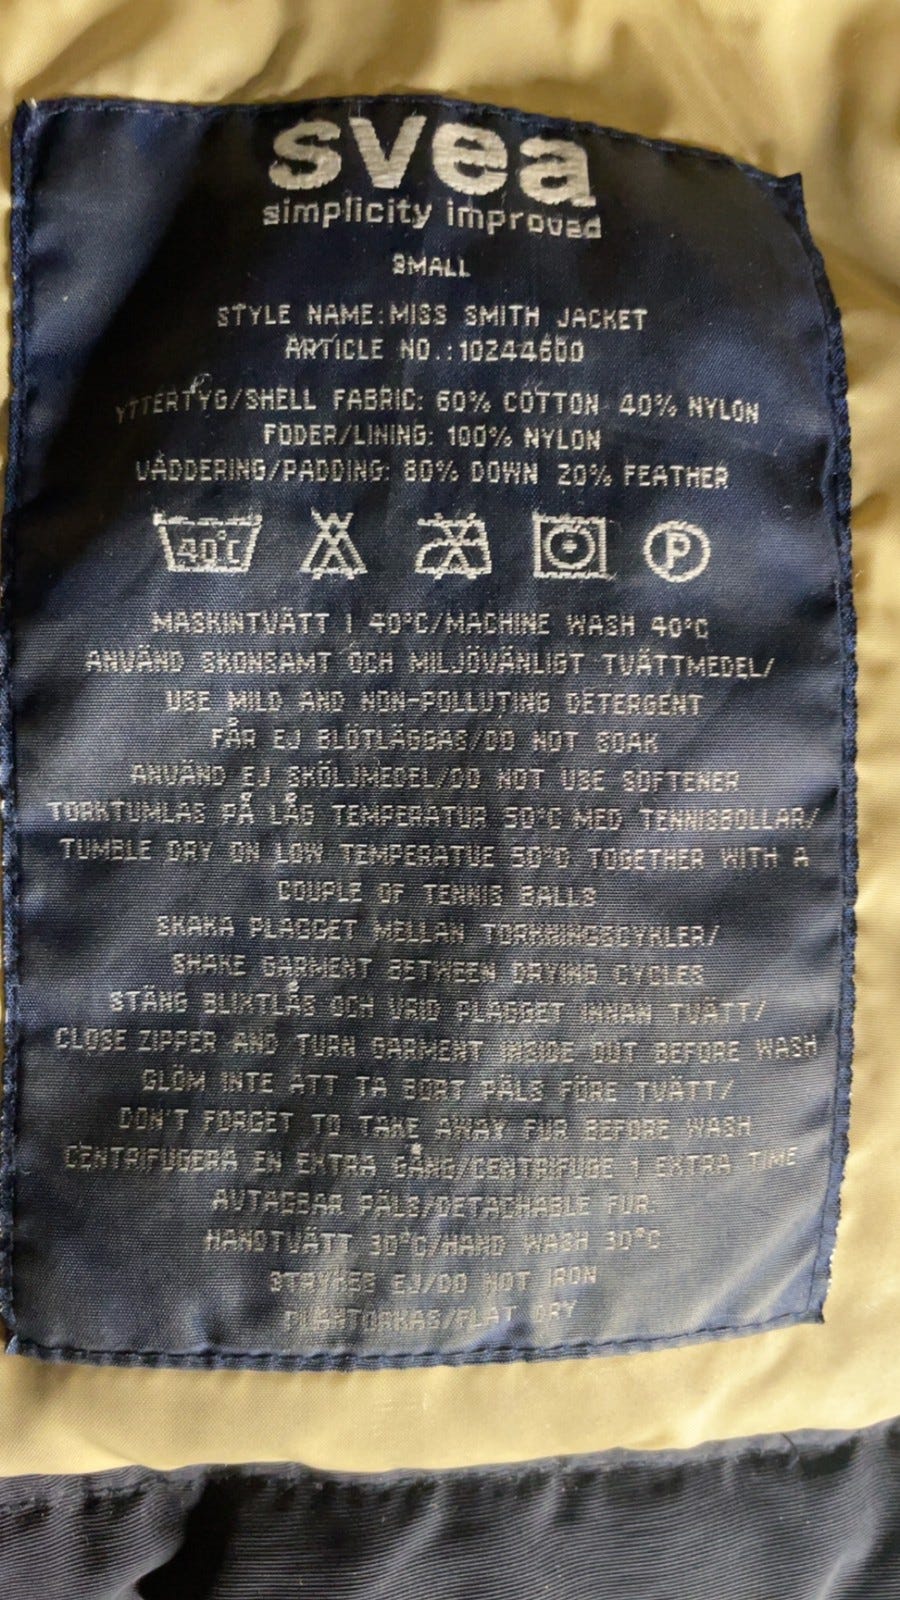 svea
simplicity improved
SMALL
STYLE NAME: MISS SMITH JACKET
ARTICLE NO.: 10244600
YTTERTYG/SHELL FABRIC: 60% COTTON 40% NYLON
FODER/LINING: 100% NYLON
VADDERING/PADDING: 80% DOWN 20% FEATHER
40°C P
MASKINTVÄTT I 40°C/MACHINE WASH 40°C
ANVÄND SKONSAMT OCH MILJÖVÄNLIGT TVÄTTMEDEL/
USE MILD AND NON-POLLUTING DETERGENT
FÅR EJ BLÖTLÄGGAS/DO NOT SOAK
ANVÄND EJ SKÖLJMEDEL/DO NOT USE SOFTENER
TORKTUMLAS PÅ LÅG TEMPERATUR 50°C MED TENNISBOLLAR/
TUMBLE DRY ON LOW TEMPERATUE 50°C TOGETHER WITH A
COUPLE OF TENNIS BALLS
SKAKA PLAGGET MELLAN TORKNINGSCYKLER/
SHAKE GARMENT BETWEEN DRYING CYCLES
STÄNG BLIXTLÅS OCH VRID PLAGGET INNAN TVÄTT/
CLOSE ZIPPER AND TURN GARMENT INSIDE OUT BEFORE WASH
GLÖM INTE ATT TA BORT PÄLS FÖRE TVÄTT/
DON'T FORGET TO TAKE AWAY FUR BEFORE WASH
CENTRIFUGERA EN EXTRA GÅNG/CENTRIFUGE 1 EXTRA TIME
AVTAGBAR PÄLS/DETACHABLE FUR:
HANDTVÄTT 30°C/HAND WASH 30°C
STRYKES EJ/DO NOT IRON
PLANTORKAS/FLAT DRY